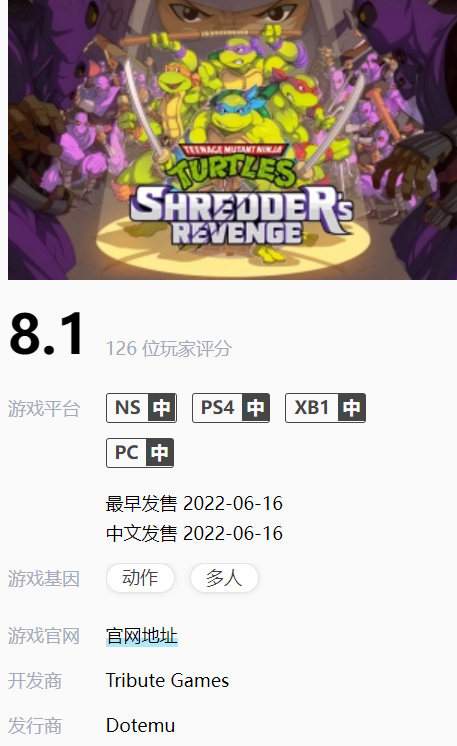 TEENAGE MUTANT NINJA
TURTLES
SHREDDER's
REVENGE
8.1 126 位玩家评分
游戏平台 NS 中 PS4 中 XB1 中
PC 中
最早发售 2022-06-16
中文发售 2022-06-16
游戏基因 动作 多人
游戏官网 官网地址
开发商 Tribute Games
发行商 Dotemu